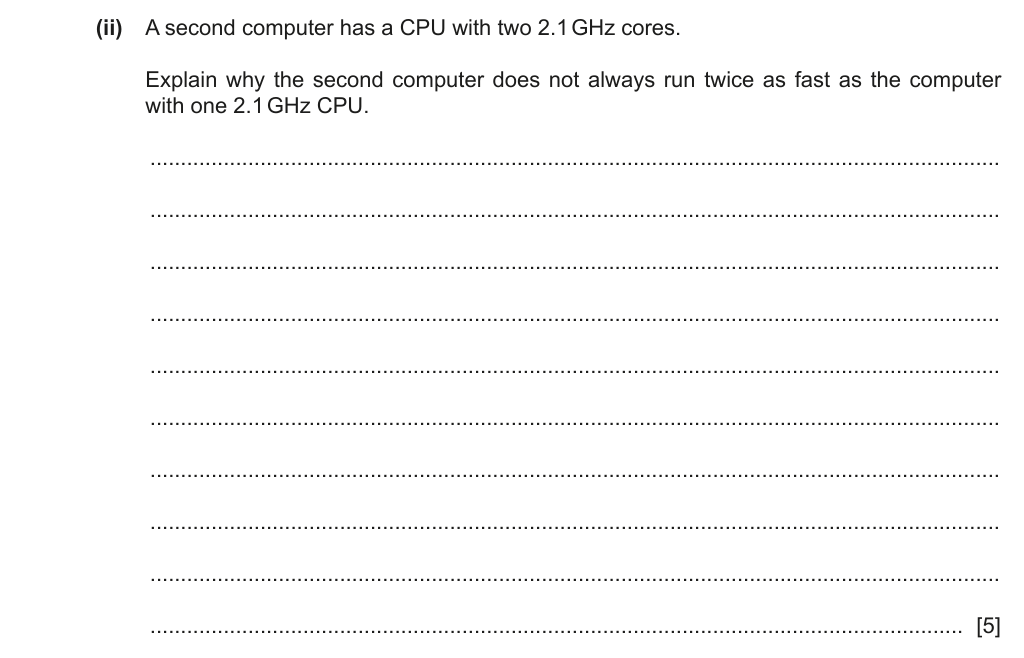 (ii) A second computer has a CPU with two 2.1 GHz cores.
Explain why the second computer does not always run twice as fast as the computer
with one 2.1 GHz CPU.
[5]